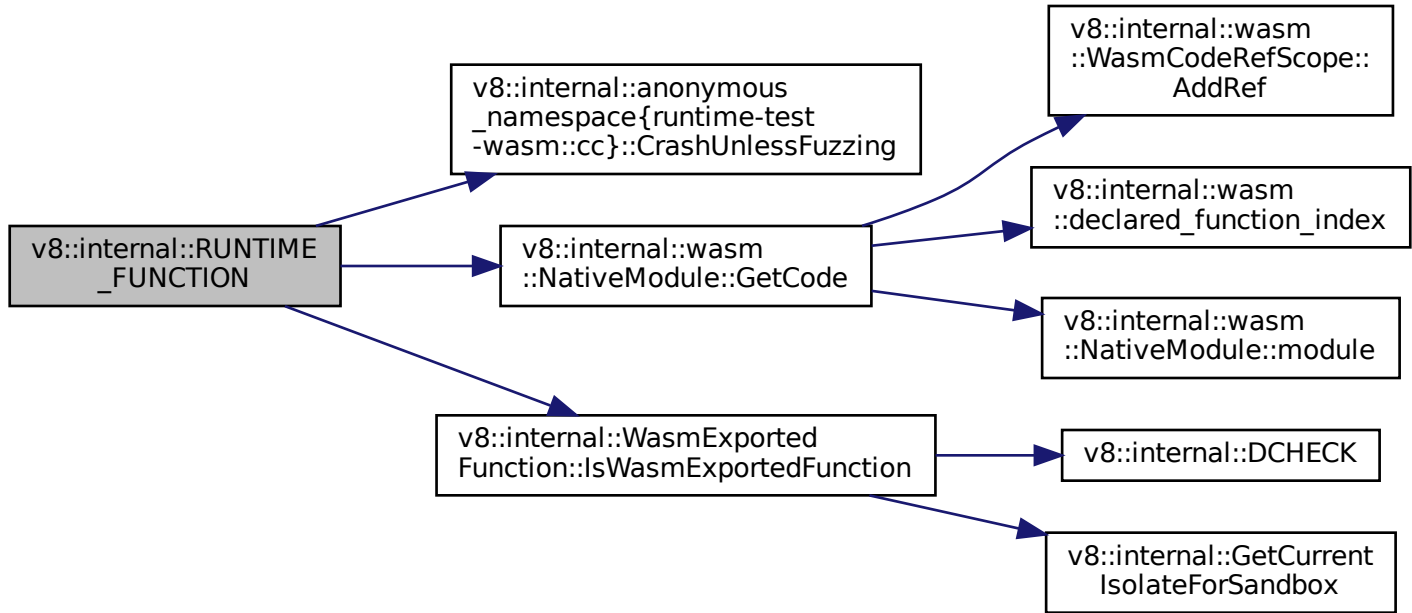 v8::internal::RUNTIME
_FUNCTION
v8::internal::anonymous
_namespace{runtime-test
-wasm::cc}::CrashUnlessFuzzing
v8::internal::wasm
::NativeModule::GetCode
v8::internal::WasmExported
Function::IsWasmExportedFunction
v8::internal::wasm
::WasmCodeRefScope::
AddRef
v8::internal::wasm
::declared_function_index
v8::internal::wasm
::NativeModule::module
v8::internal::DCHECK
v8::internal::GetCurrent
IsolateForSandbox